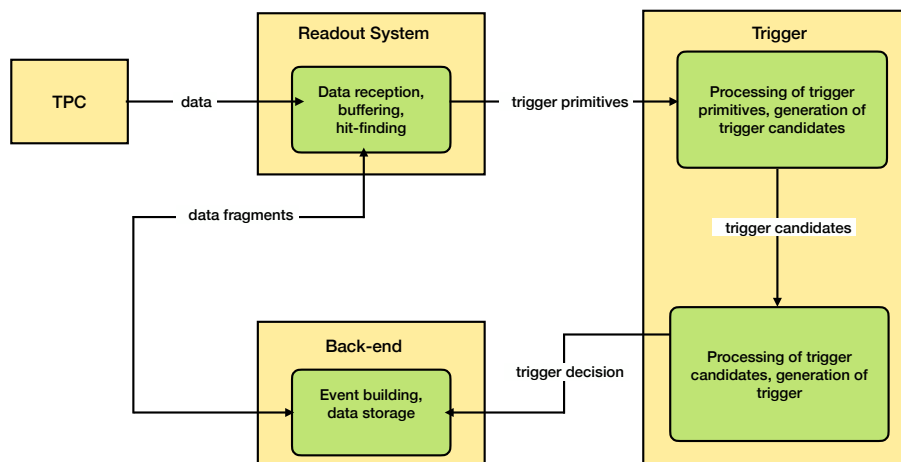 Readout System
Trigger
TPC
data
Data reception,
buffering,
hit-finding
trigger primitives
Processing of trigger
primitives, generation of
trigger candidates
data fragments
trigger candidates
Back-end
Event building,
data storage
trigger decision
Processing of trigger
candidates, generation of
trigger